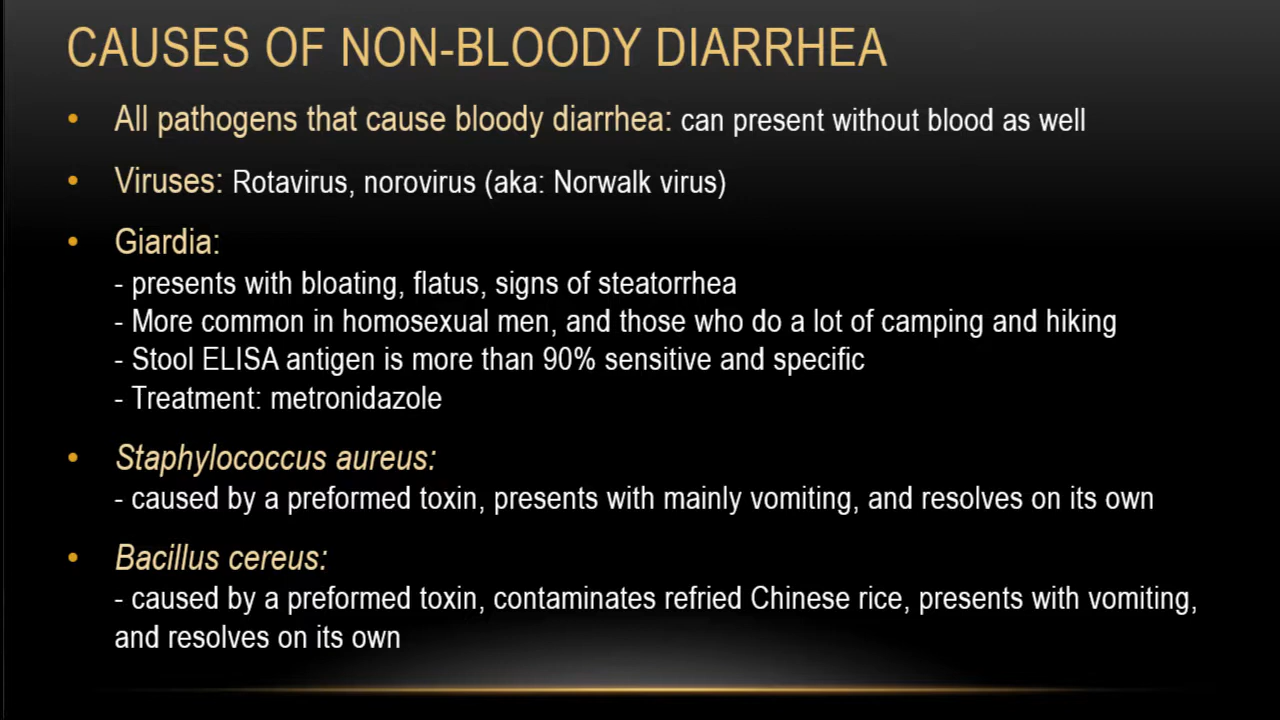 CAUSES OF NON-BLOODY DIARRHEA
• All pathogens that cause bloody diarrhea: can present without blood as well
• Viruses: Rotavirus, norovirus (aka: Norwalk virus)
• Giardia:
- presents with bloating, flatus, signs of steatorrhea
- More common in homosexual men, and those who do a lot of camping and hiking
- Stool ELISA antigen is more than 90% sensitive and specific
- Treatment: metronidazole
• Staphylococcus aureus:
- caused by a preformed toxin, presents with mainly vomiting, and resolves on its own
• Bacillus cereus:
- caused by a preformed toxin, contaminates refried Chinese rice, presents with vomiting,
and resolves on its own